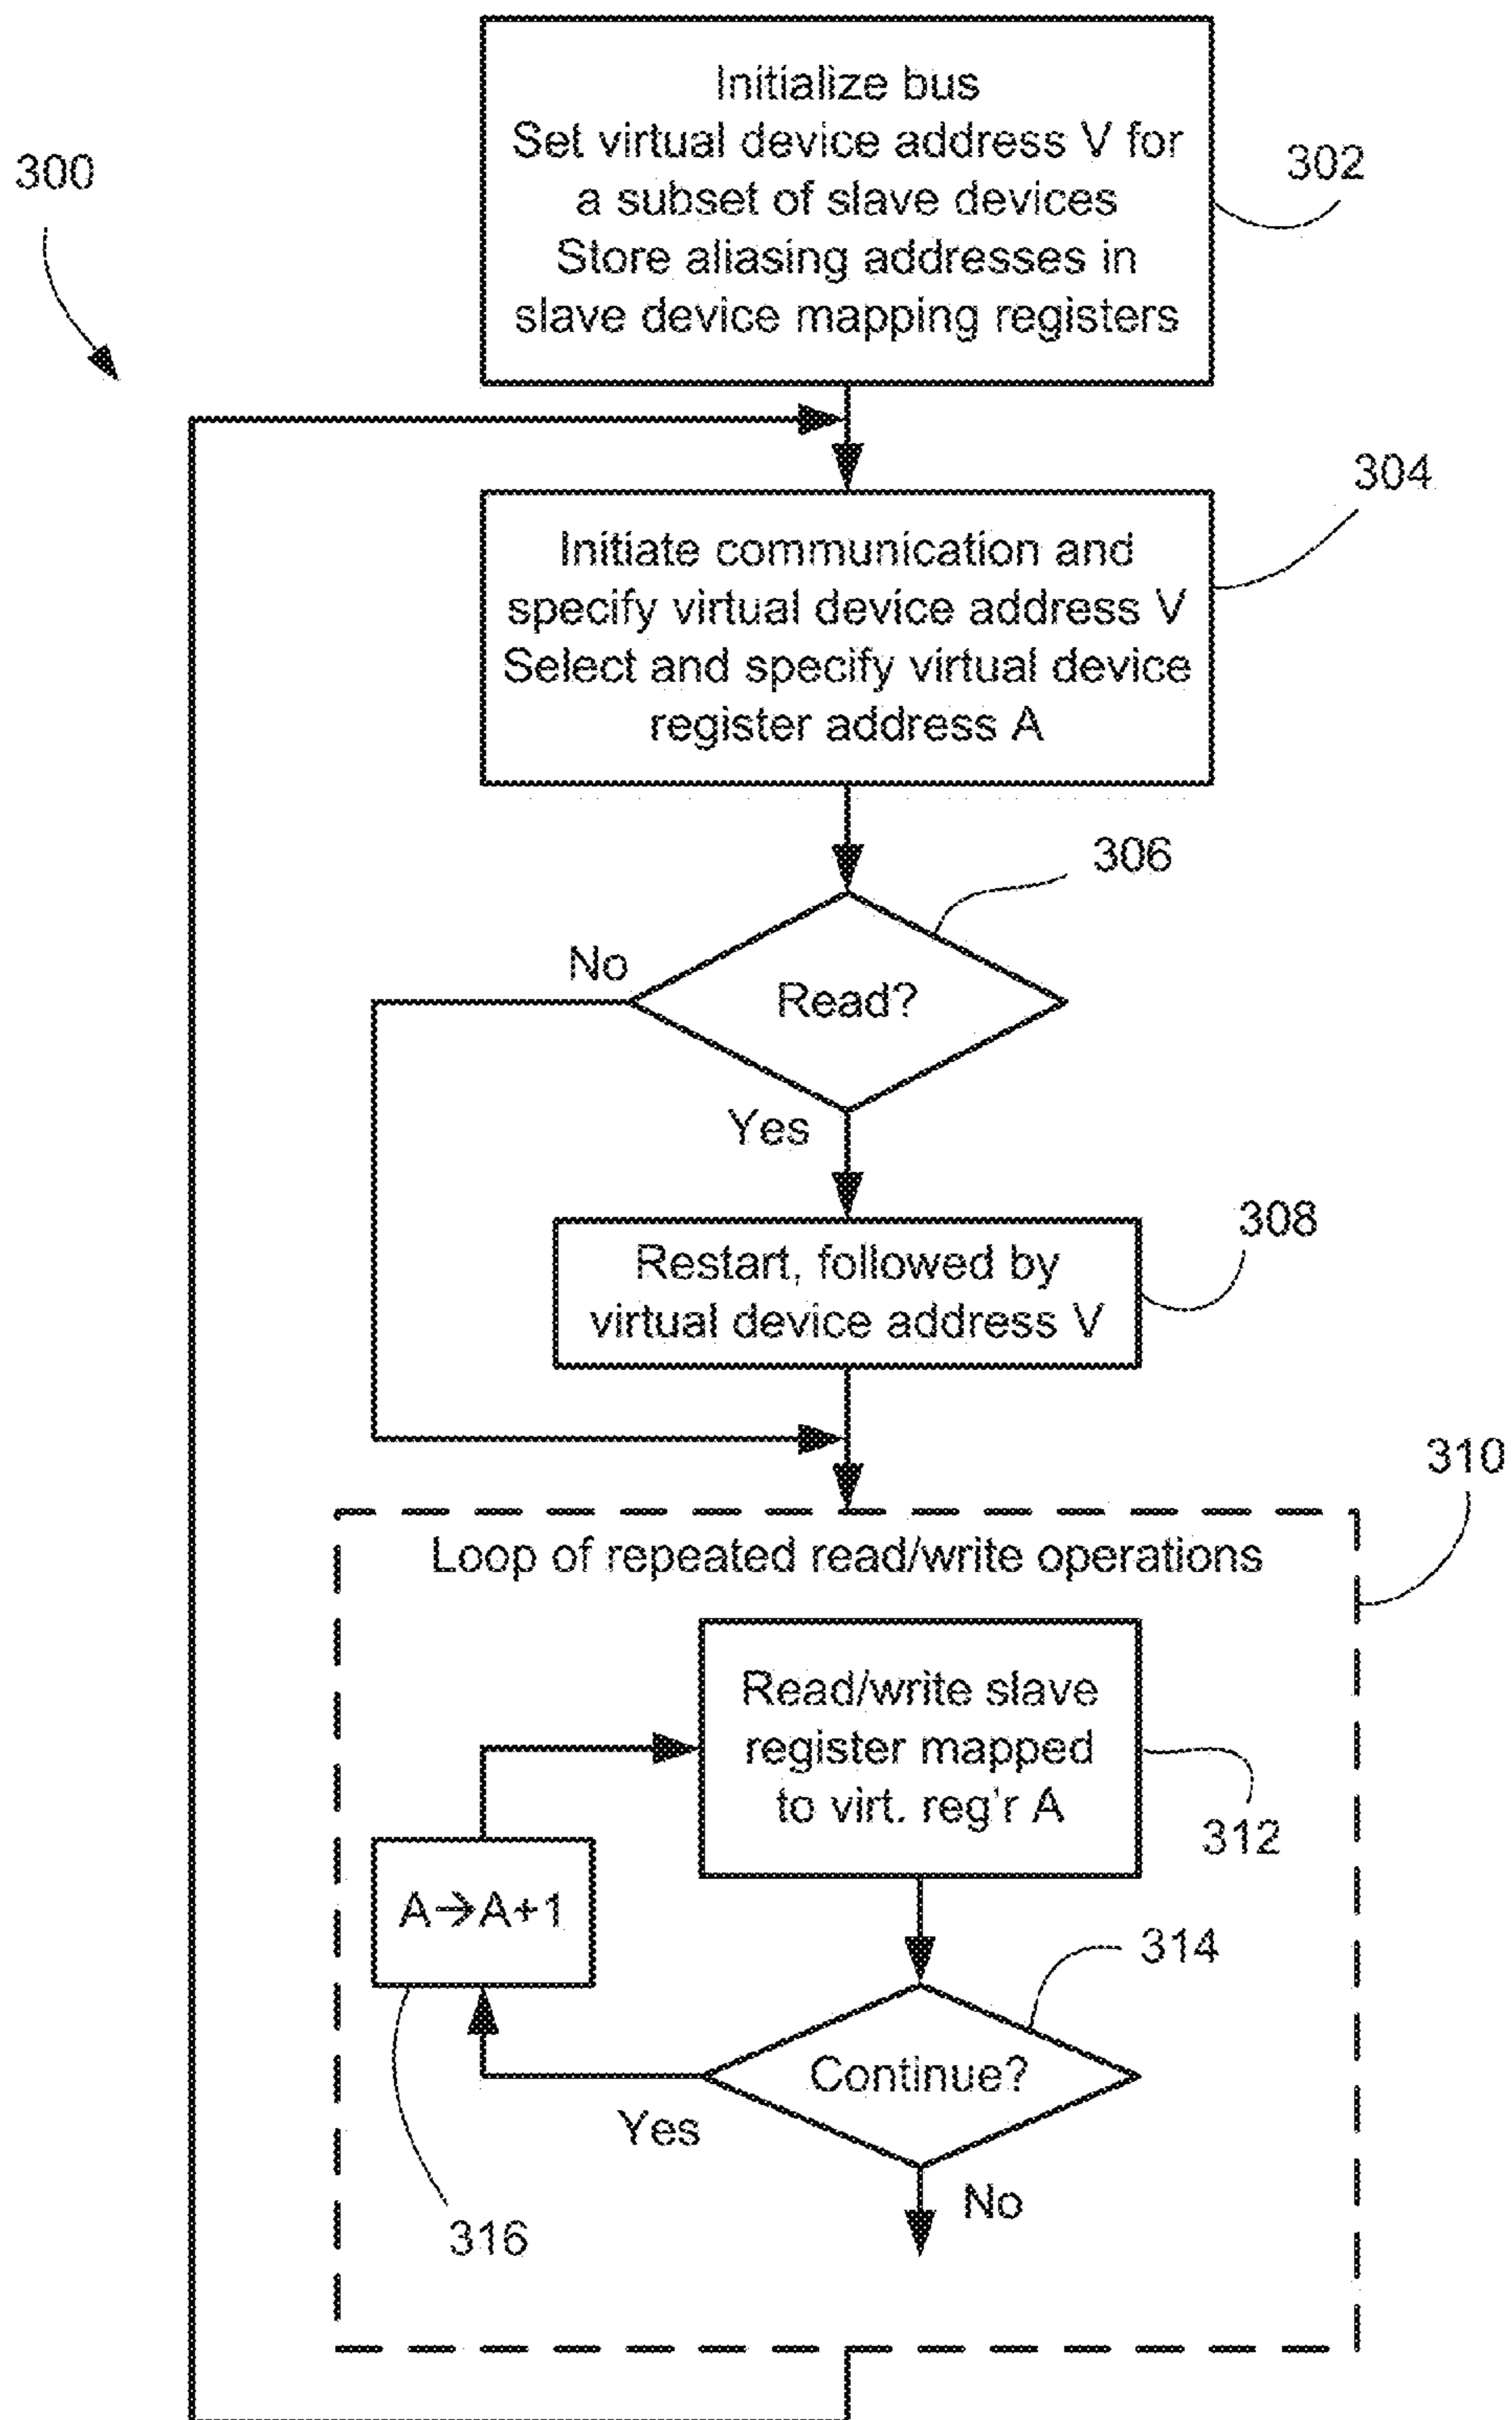 Initialize bus
Set virtual device address V for
a subset of slave devices
Store aliasing addresses in
slave device mapping registers
302
300
304
Initiate communication and
specify virtual device address V
Select and specify virtual device
register address A
306
No
Read?
Yes
308
Restart, followed by
virtual device address V
310
Loop of repeated read/write operations
Read/write slave
register mapped
to virt. reg'r A
312
A→A+1
314
Continue?
Yes
No
316